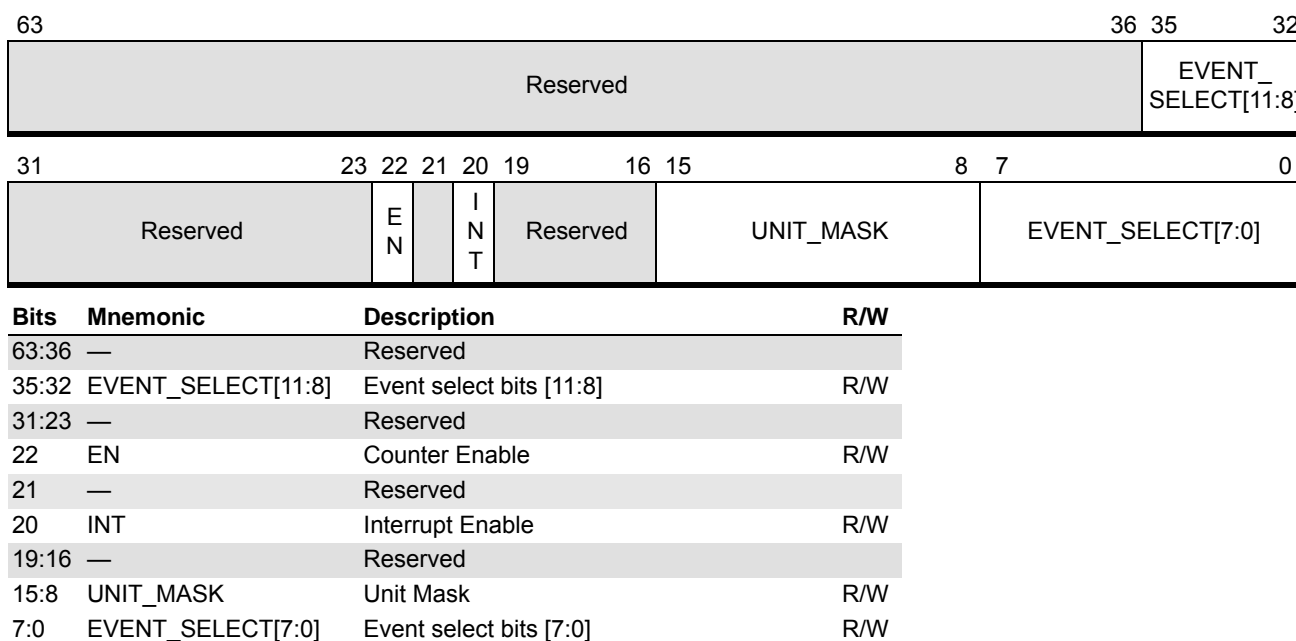 63 36 35 32
Reserved EVENT_
SELECT[11:8]
31 23 22 21 20 19 16 15 8 7 0
Reserved E
N I
N
T Reserved UNIT_MASK EVENT_SELECT[7:0]
Bits Mnemonic Description R/W
63:36 — Reserved
35:32 EVENT_SELECT[11:8] Event select bits [11:8] R/W
31:23 — Reserved
22 EN Counter Enable R/W
21 — Reserved
20 INT Interrupt Enable R/W
19:16 — Reserved
15:8 UNIT_MASK Unit Mask R/W
7:0 EVENT_SELECT[7:0] Event select bits [7:0] R/W